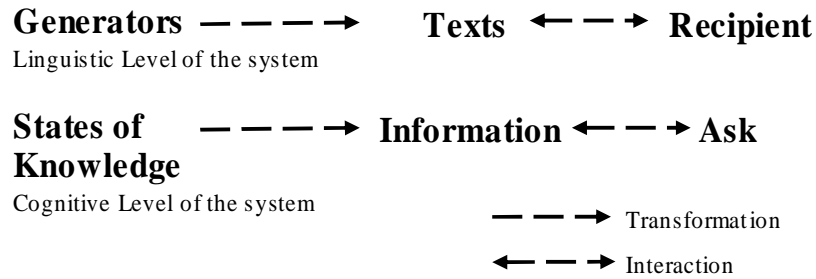 Generators Texts Recipient
Linguistic Level of the system
States of
Knowledge Information Ask
Cognitive Level of the system
Transformation
Interaction